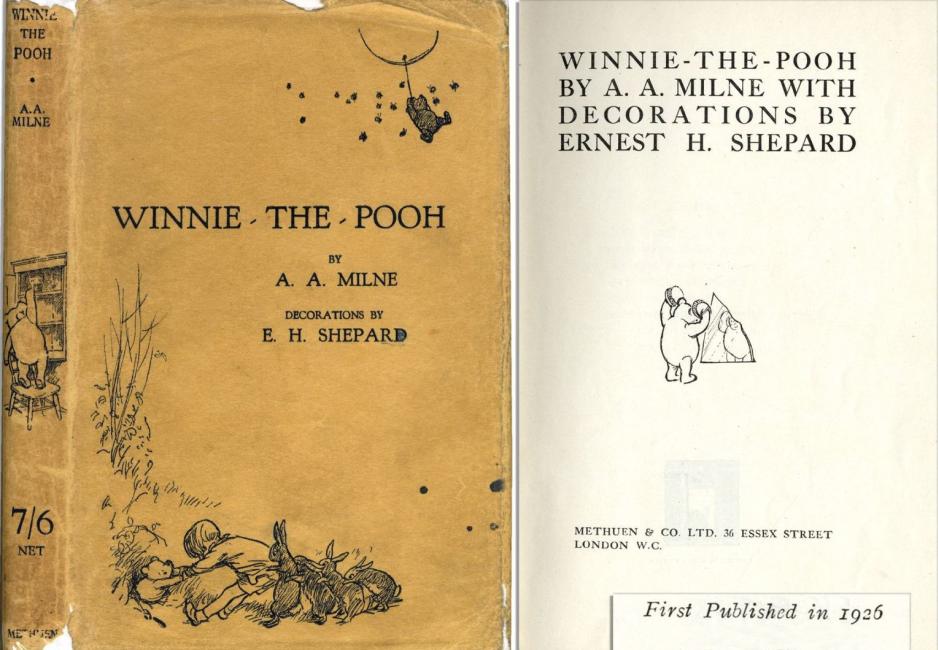 WINNIE
THE
POOH
A.A.
MILNE
7/6
NET
METHUEN
WINNIE-THE-POOH
BY
A. A. MILNE
DECORATIONS BY
E. H. SHEPARD
WINNIE-THE-POOH
BY A. A. MILNE WITH
DECORATIONS BY
ERNEST H. SHEPARD
METHUEN & CO. LTD. 36 ESSEX STREET
LONDON W.C.
First Published in 1926